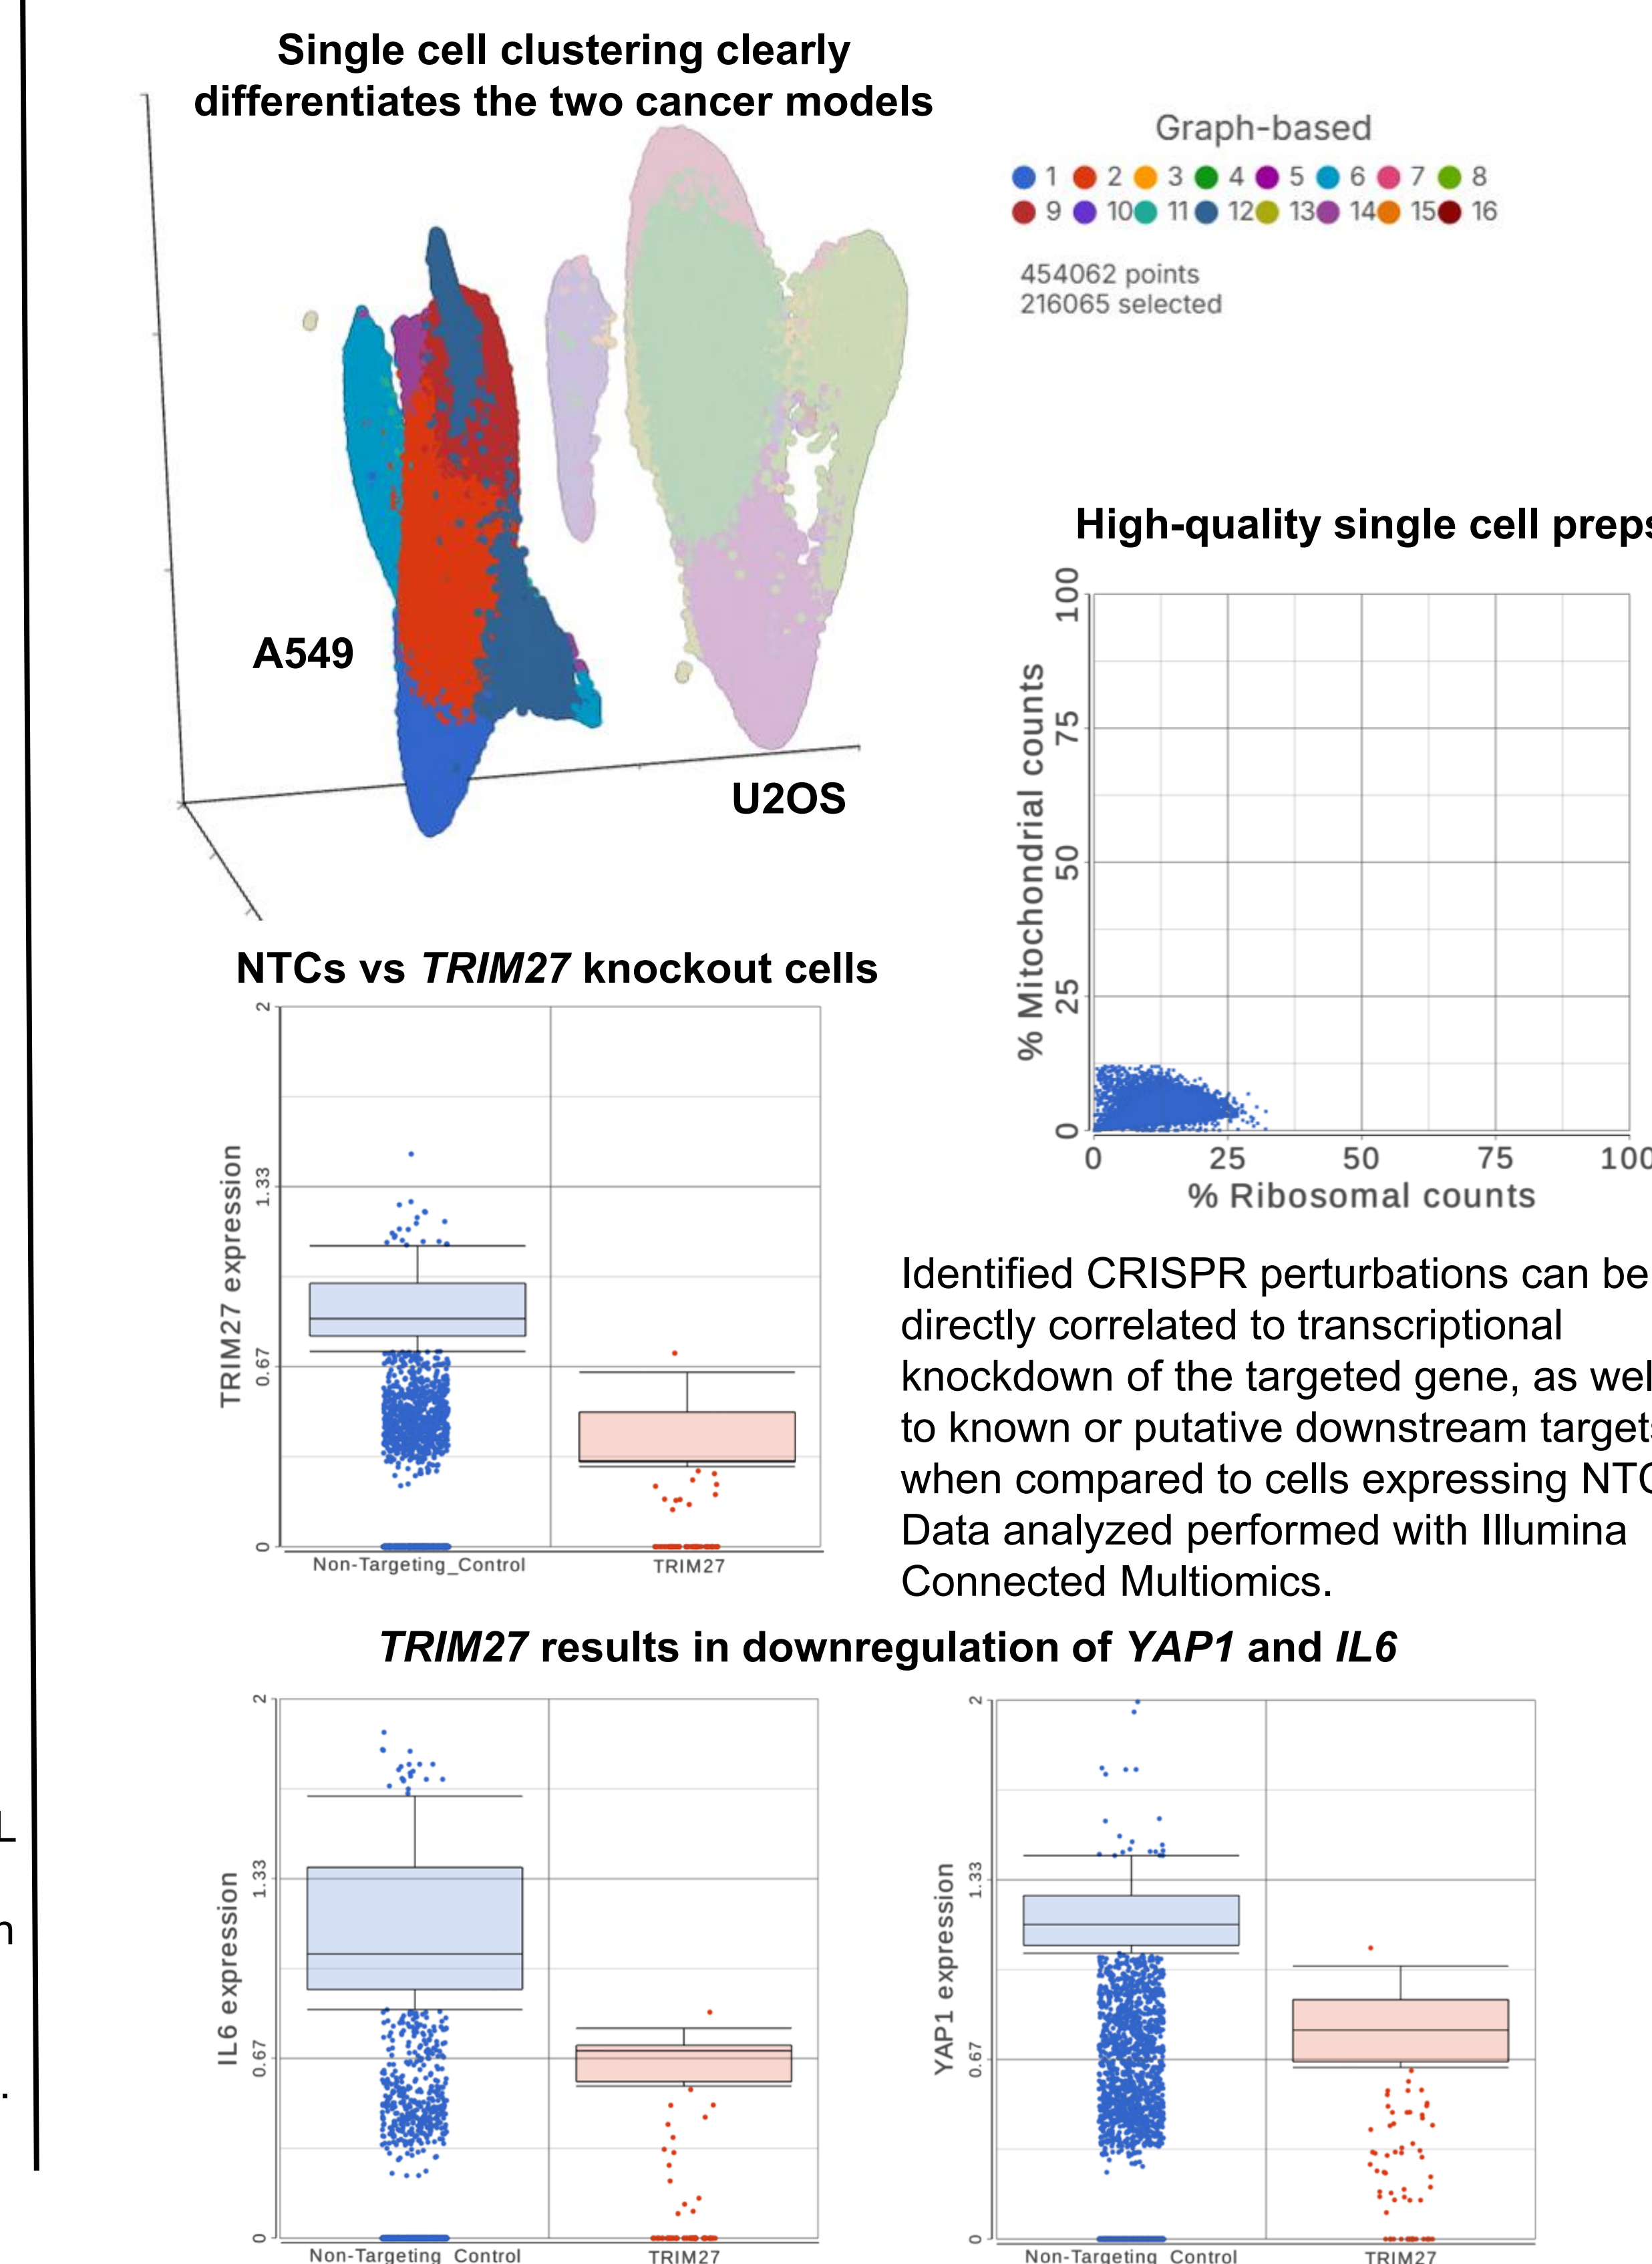 Single cell clustering clearly
differentiates the two cancer models
Graph-based
1 2 3 4 5 6 7 8
9 10 11 12 13 14 15 16
454062 points
216065 selected
A549
U2OS
High-quality single cell preps
% Mitochondrial counts
100
75
50
25
0
0 25 50 75 100
% Ribosomal counts
NTCs vs TRIM27 knockout cells
TRIM27 expression
2
1.33
0.67
0
Non-Targeting_Control TRIM27
Identified CRISPR perturbations can be
directly correlated to transcriptional
knockdown of the targeted gene, as wel
to known or putative downstream targets
when compared to cells expressing NTC
Data analyzed performed with Illumina
Connected Multiomics.
TRIM27 results in downregulation of YAP1 and IL6
IL6 expression
2
1.33
0.67
0
Non-Targeting_Control TRIM27
YAP1 expression
2
1.33
0.67
0
Non-Targeting_Control TRIM27
L
n
.